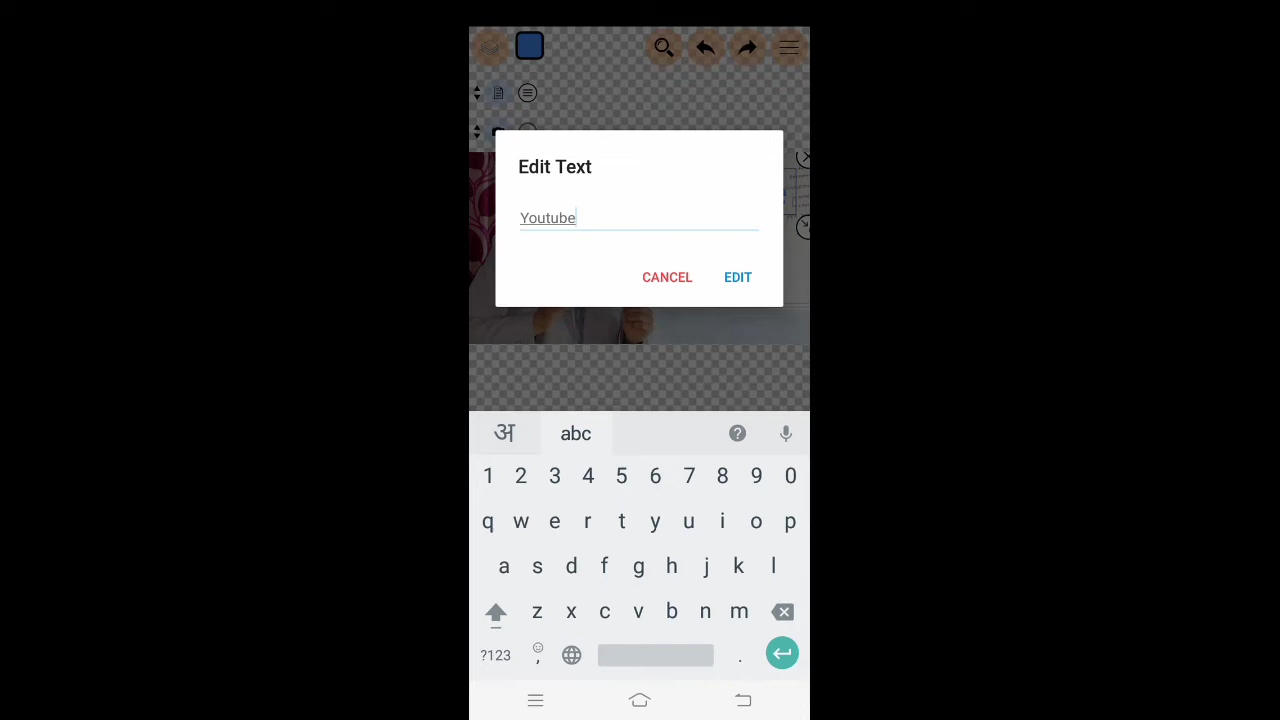 Edit Text
Youtube
CANCEL EDIT
अ abc
1 2 3 4 5 6 7 8 9 0
q w e r t y u i o p
a s d f g h j k l
z x c v b n m
?123 , .